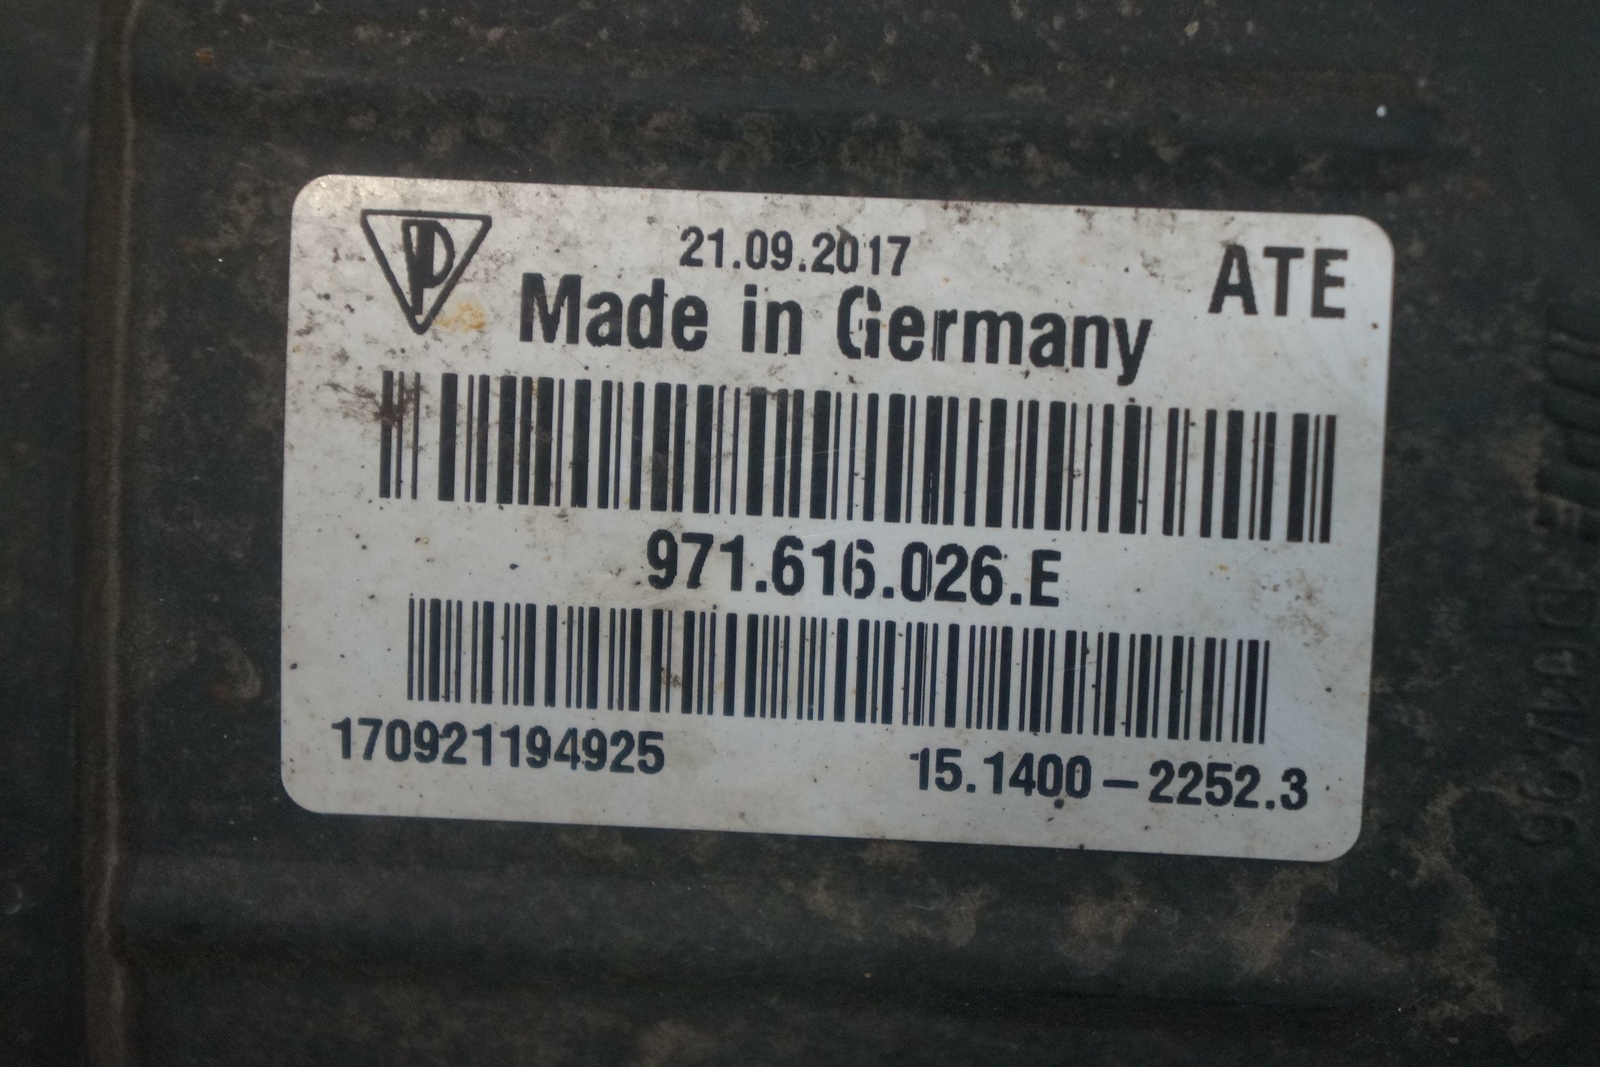 21.09.2017
ATE
Made in Germany
971.616.026.E
170921194925
15.1400-2252.3